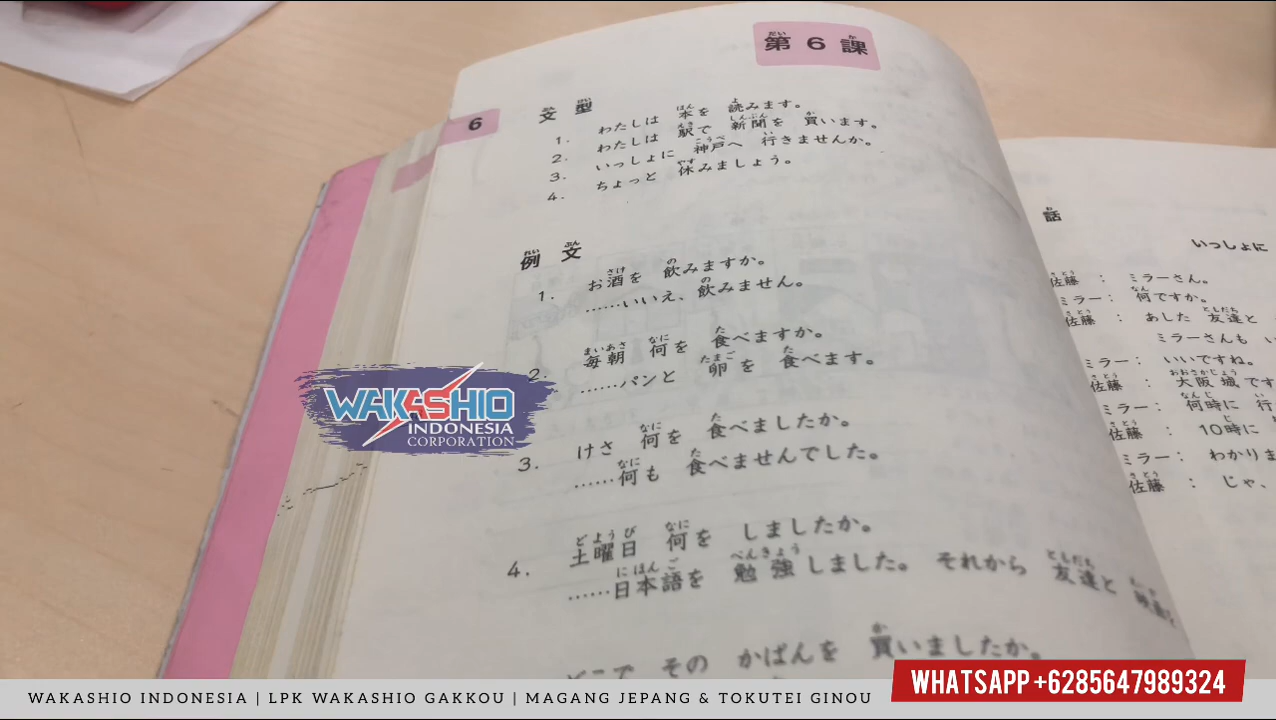 第6課
6
文型
1. わたしは 本を 読みます。
2. わたしは 駅で 新聞を 買います。
3. いっしょに 神戸へ 行きませんか。
4. ちょっと 休みましょう。
例文
1. お酒を 飲みますか。
……いいえ、飲みません。
2. 毎朝 何を 食べますか。
……パンと 卵を 食べます。
3. けさ 何を 食べましたか。
……何も 食べませんでした。
4. 土曜日 何を しましたか。
……日本語を 勉強しました。 それから 友達と
どこで その かばんを 買いましたか。
話
いっしょに
佐藤 : ミラーさん。
ミラー: 何ですか。
佐藤 : あした 友達と
ミラーさんも
ミラー: いいですね。
佐藤 : 大阪城です
ミラー: 何時に 行
佐藤 : 10時に
ミラー: わかりま
佐藤 : じゃ、
WAKASHIO
INDONESIA
CORPORATION
WAKASHIO INDONESIA | LPK WAKASHIO GAKKOU | MAGANG JEPANG & TOKUTEI GINOU
WHATSAPP +6285647989324